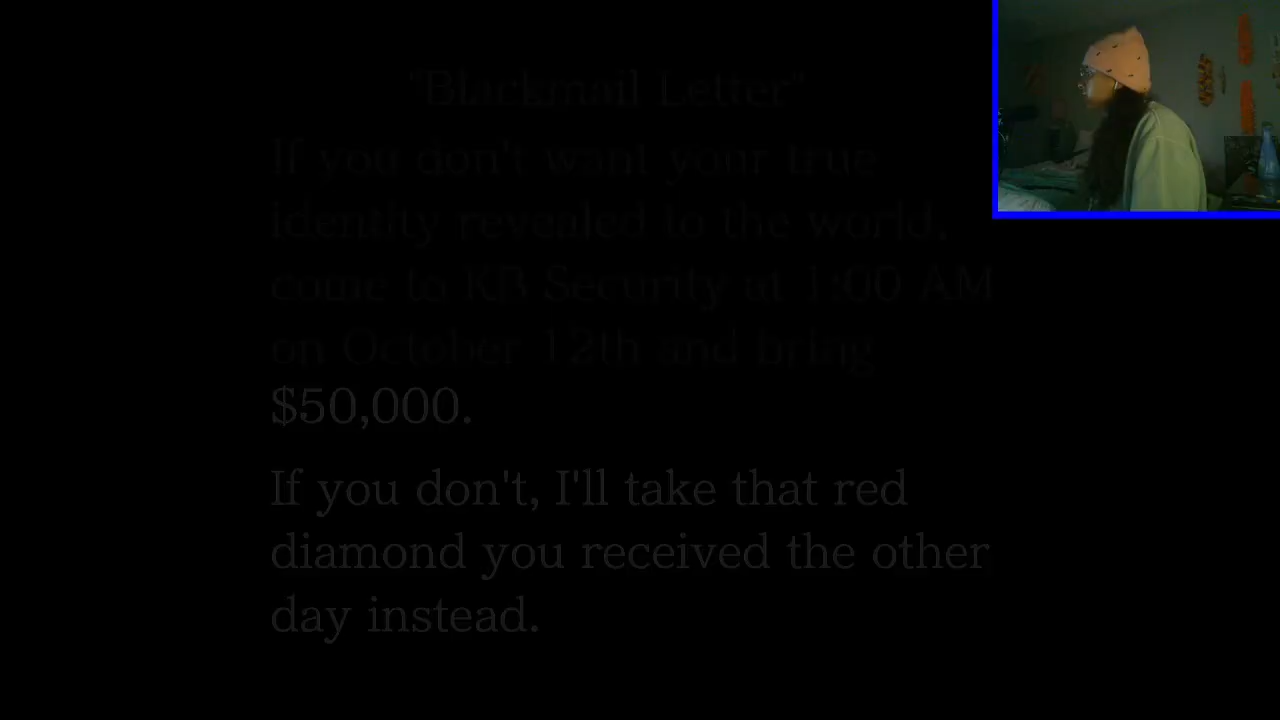 "Blackmail Letter"
If you don't want your true
identity revealed to the world,
come to KB Security at 1:00 AM
on October 12th and bring
$50,000.
If you don't, I'll take that red
diamond you received the other
day instead.